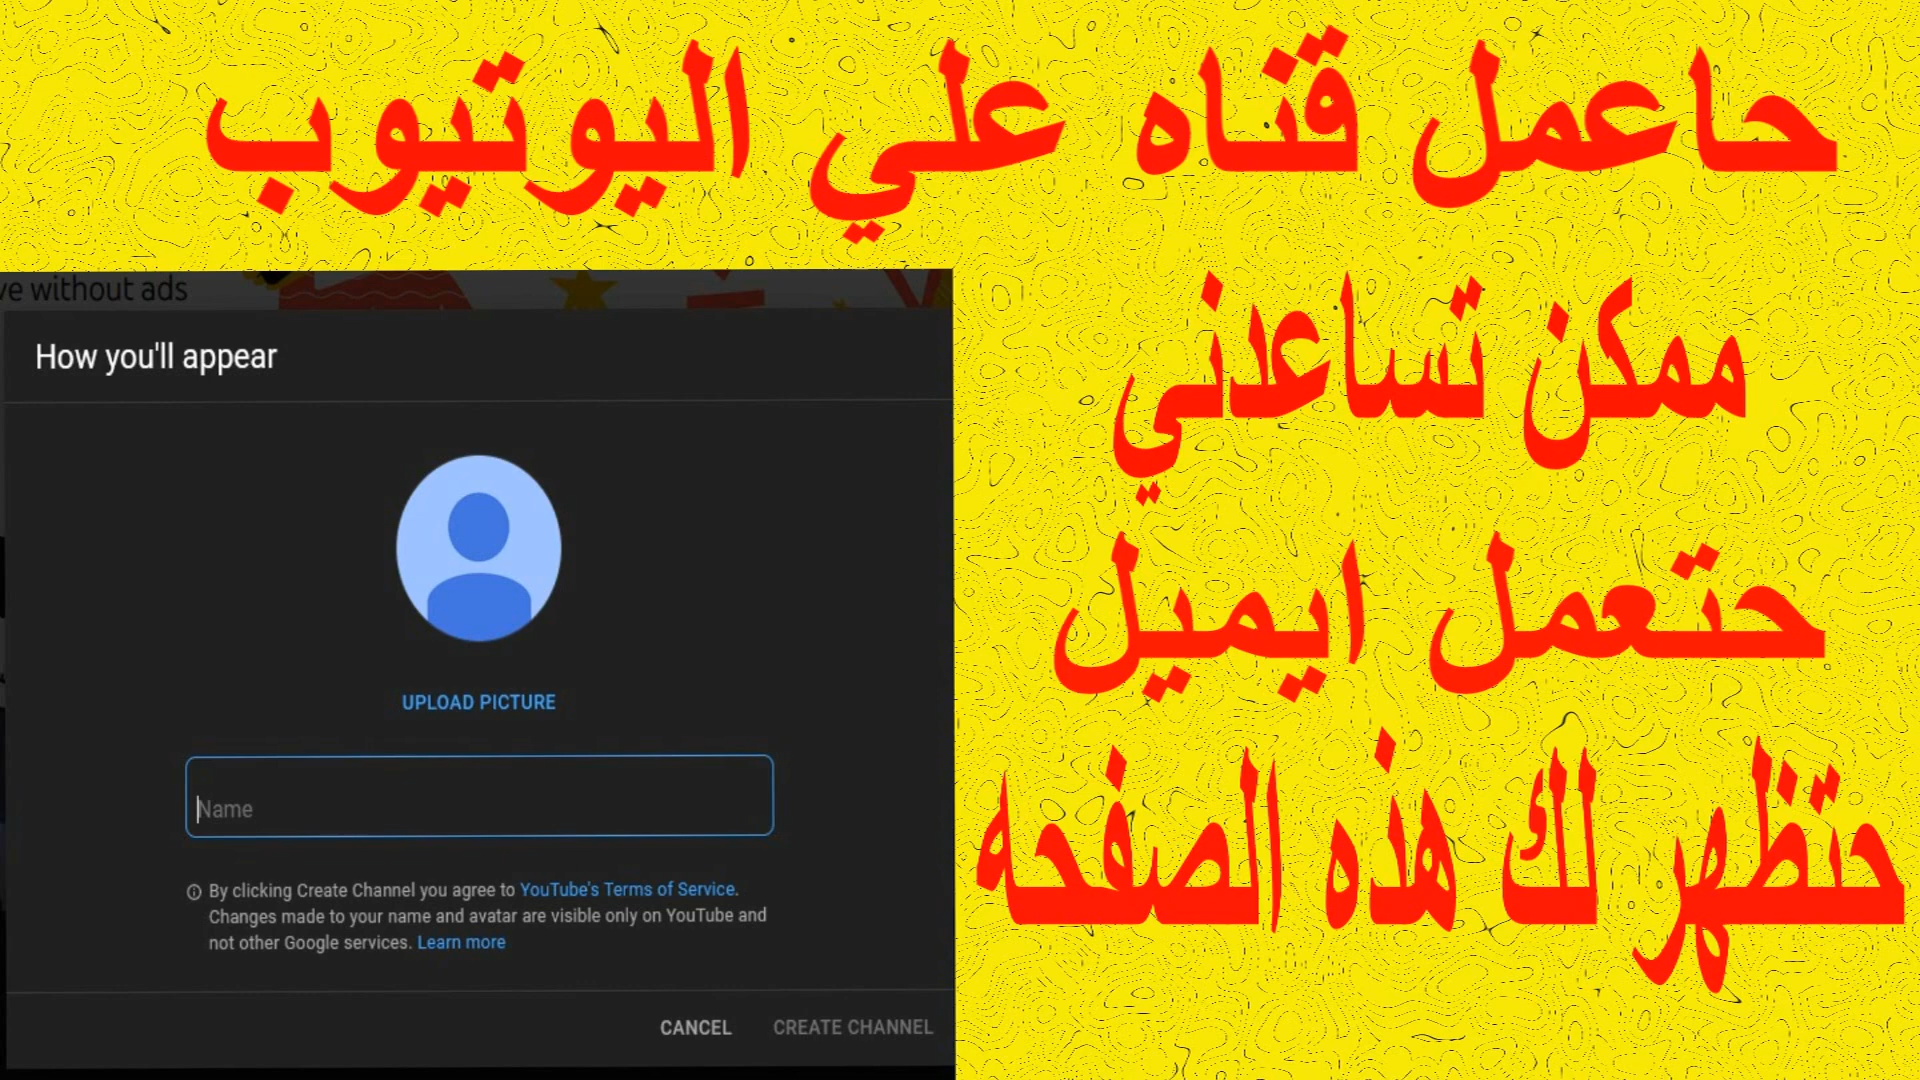 حاعمل قناه علي اليوتيوب
ممكن تساعدني
حتعمل ايميل
حتظهر لك هذه الصفحه
ve without ads
How you'll appear
UPLOAD PICTURE
Name
By clicking Create Channel you agree to YouTube's Terms of Service.
Changes made to your name and avatar are visible only on YouTube and
not other Google services. Learn more
CANCEL CREATE CHANNEL